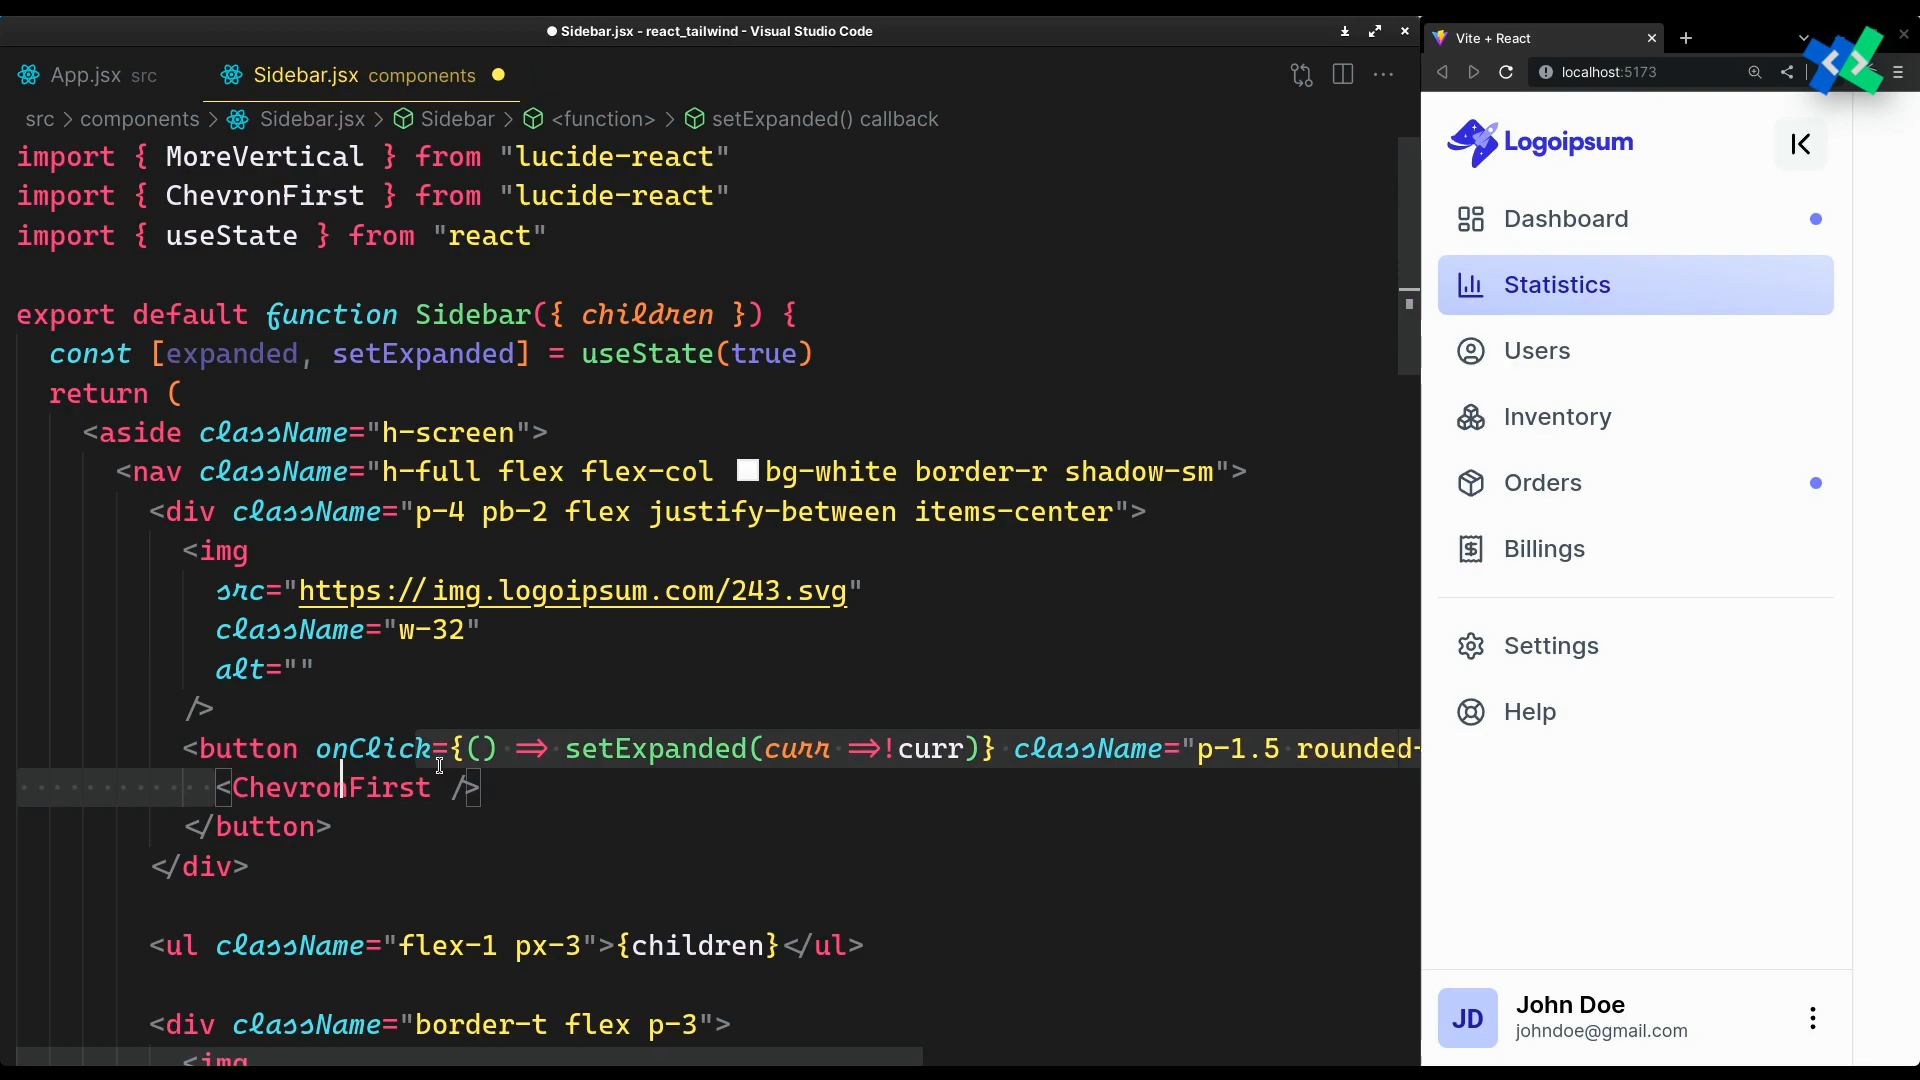 Sidebar.jsx - react_tailwind - Visual Studio Code
App.jsx src
Sidebar.jsx components
src > components > Sidebar.jsx > Sidebar > <function> > setExpanded() callback
import { MoreVertical } from "lucide-react"
import { ChevronFirst } from "lucide-react"
import { useState } from "react"
export default function Sidebar({ children }) {
const [expanded, setExpanded] = useState(true)
return (
<aside className="h-screen">
<nav className="h-full flex flex-col bg-white border-r shadow-sm">
<div className="p-4 pb-2 flex justify-between items-center">
<img
src="https://img.logoipsum.com/243.svg"
className="w-32"
alt=""
/>
<button onClick={() => setExpanded(curr =>!curr)} className="p-1.5 rounded-
<ChevronFirst />
</button>
</div>
<ul className="flex-1 px-3">{children}</ul>
<div className="border-t flex p-3">
<img
Vite + React
localhost:5173
Logoipsum
Dashboard
Statistics
Users
Inventory
Orders
Billings
Settings
Help
JD
John Doe
johndoe@gmail.com